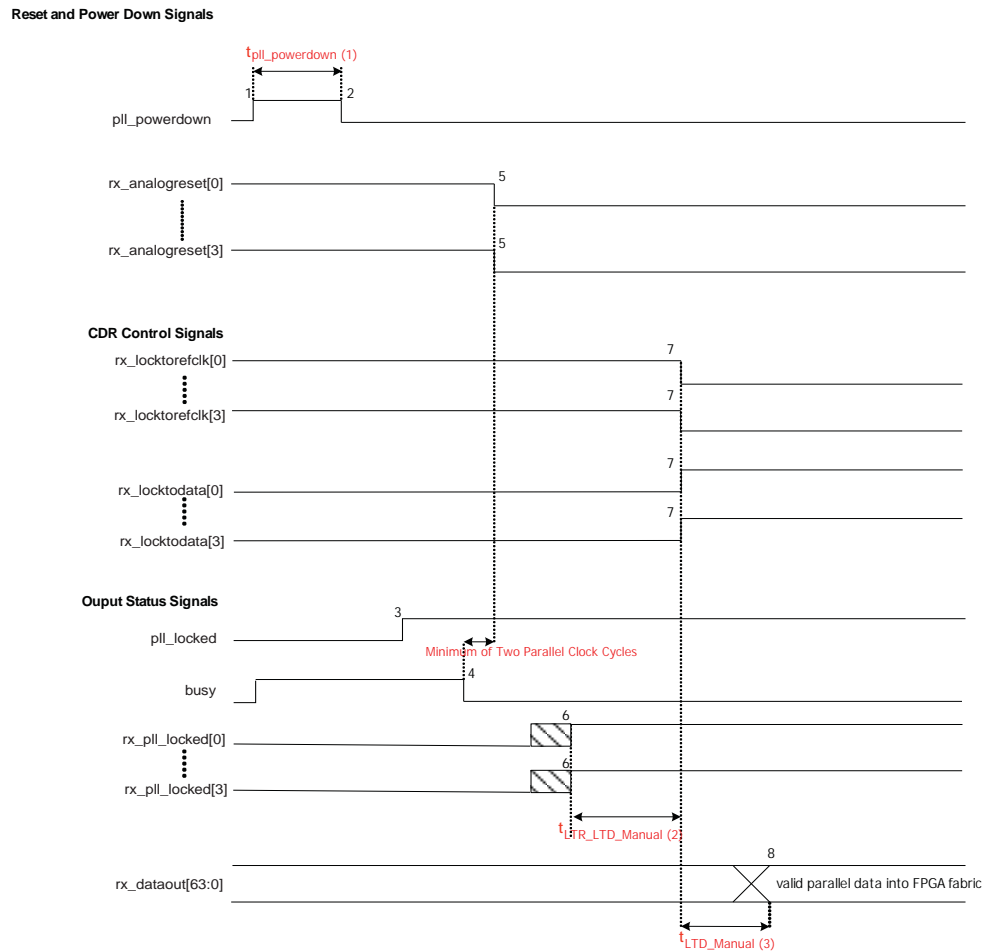 Reset and Power Down Signals
tpll_powerdown (1)
1
2
pll_powerdown
rx_analogreset[0]
5
rx_analogreset[3]
5
CDR Control Signals
rx_locktorefclk[0]
7
rx_locktorefclk[3]
7
rx_locktodata[0]
7
rx_locktodata[3]
7
Ouput Status Signals
3
pll_locked
Minimum of Two Parallel Clock Cycles
busy
4
rx_pll_locked[0]
6
rx_pll_locked[3]
6
tLTR_LTD_Manual (2)
8
rx_dataout[63:0]
valid parallel data into FPGA fabric
tLTD_Manual (3)